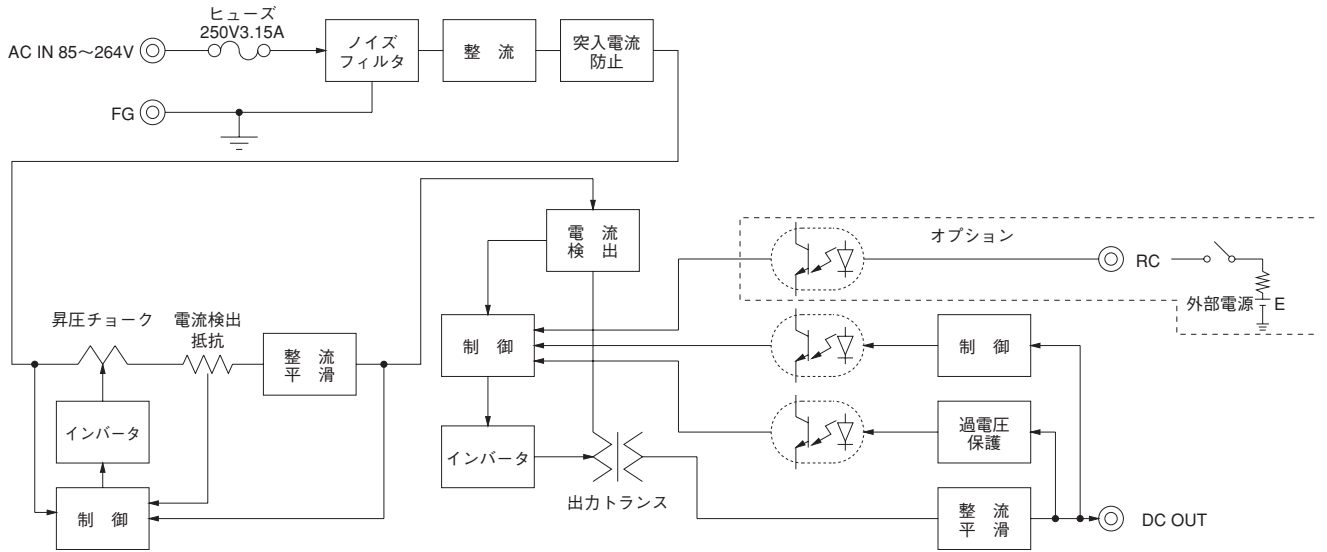 ヒューズ
250V3.15A
AC IN 85～264V
ノイズ
フィルタ
整 流
突入電流
防止
FG
電 流
検 出
オプション
RC
外部電源
E
昇圧チョーク
電流検出
抵抗
整 流
平 滑
制 御
制 御
インバータ
過電圧
保護
インバータ
出力トランス
制 御
整 流
平 滑
DC OUT